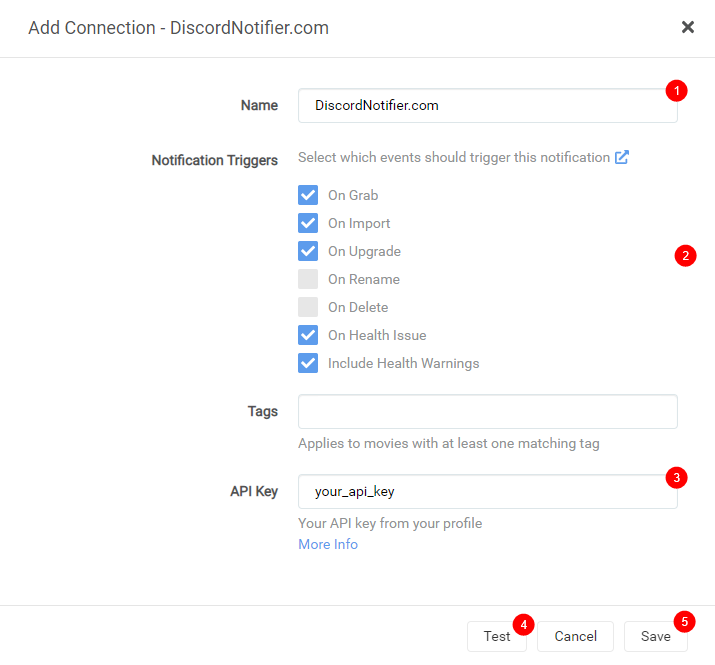 Add Connection - DiscordNotifier.com
Name DiscordNotifier.com 1
Notification Triggers Select which events should trigger this notification
On Grab
On Import
On Upgrade
2
On Rename
On Delete
On Health Issue
Include Health Warnings
Tags
Applies to movies with at least one matching tag
API Key your_api_key 3
Your API key from your profile
More Info
Test 4 Cancel Save 5